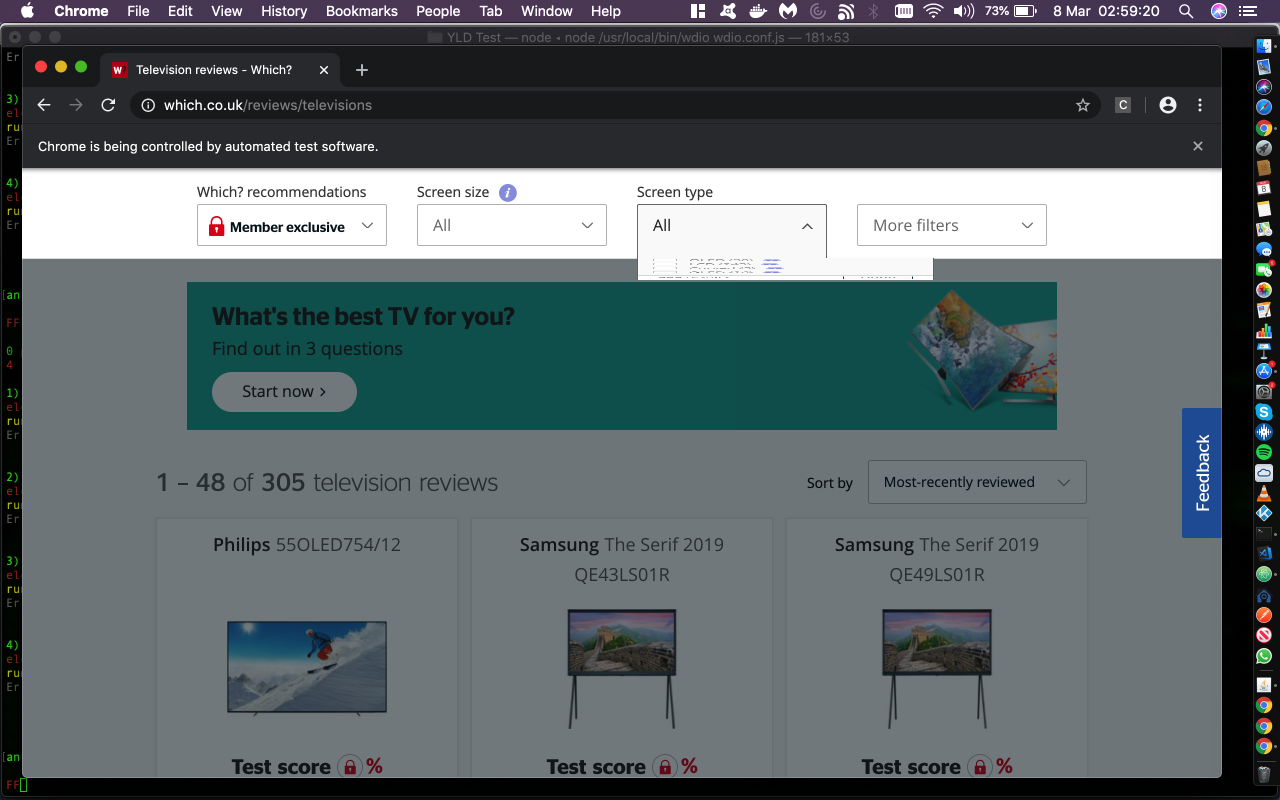 Chrome File Edit View History Bookmarks People Tab Window Help 73% 8 Mar 02:59:20
YLD Test — node • node /usr/local/bin/wdio wdio.conf.js — 181×53
W Television reviews - Which?
which.co.uk/reviews/televisions C
Chrome is being controlled by automated test software.
Which? recommendations Screen size i Screen type
Member exclusive All All More filters
What's the best TV for you?
Find out in 3 questions
Start now >
Feedback
1 – 48 of 305 television reviews Sort by Most-recently reviewed
Philips 55OLED754/12 Samsung The Serif 2019 Samsung The Serif 2019
QE43LS01R QE49LS01R
Test score % Test score % Test score %
Er
3)
el
run
Er
4)
el
run
Er
[an
FF
0
4
1)
el
run
Er
2)
el
run
Er
3)
el
run
Er
4)
el
run
Er
[an
FF